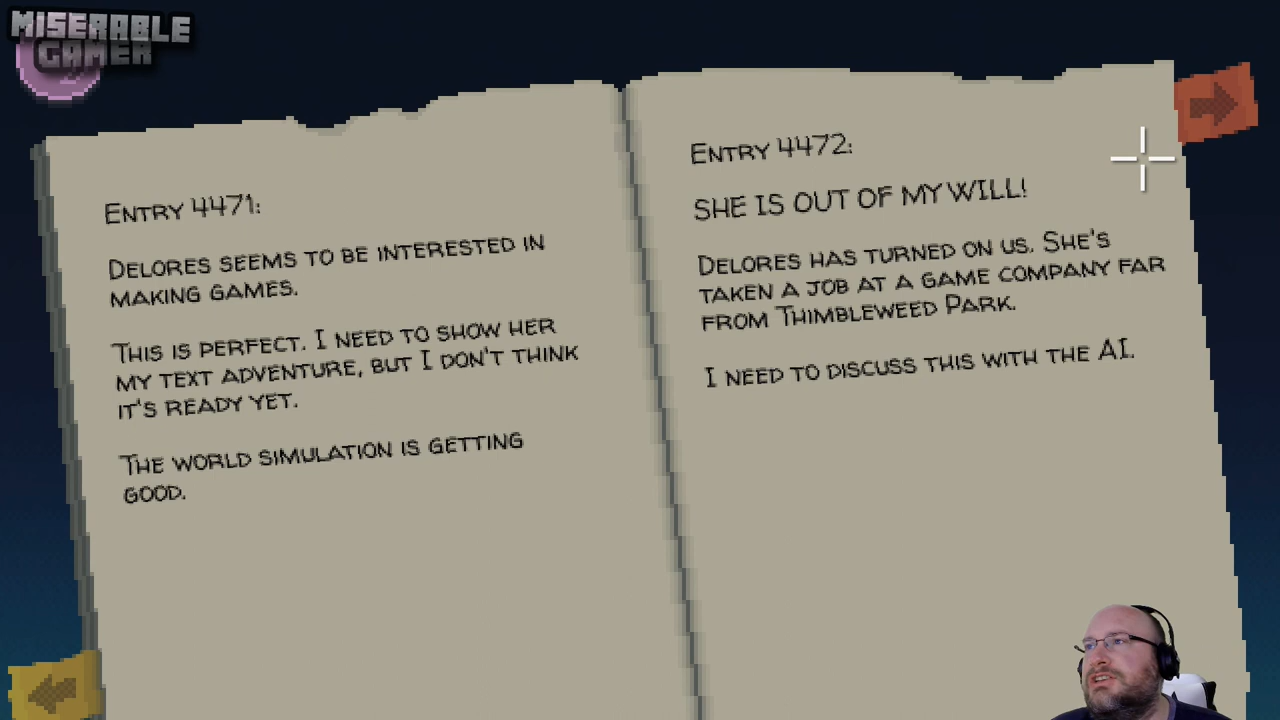 MISERABLE
GAMER
ENTRY 4471:
DELORES SEEMS TO BE INTERESTED IN
MAKING GAMES.
THIS IS PERFECT. I NEED TO SHOW HER
MY TEXT ADVENTURE, BUT I DON'T THINK
IT'S READY YET.
THE WORLD SIMULATION IS GETTING
GOOD.
ENTRY 4472:
SHE IS OUT OF MY WILL!
DELORES HAS TURNED ON US. SHE'S
TAKEN A JOB AT A GAME COMPANY FAR
FROM THIMBLEWEED PARK.
I NEED TO DISCUSS THIS WITH THE AI.